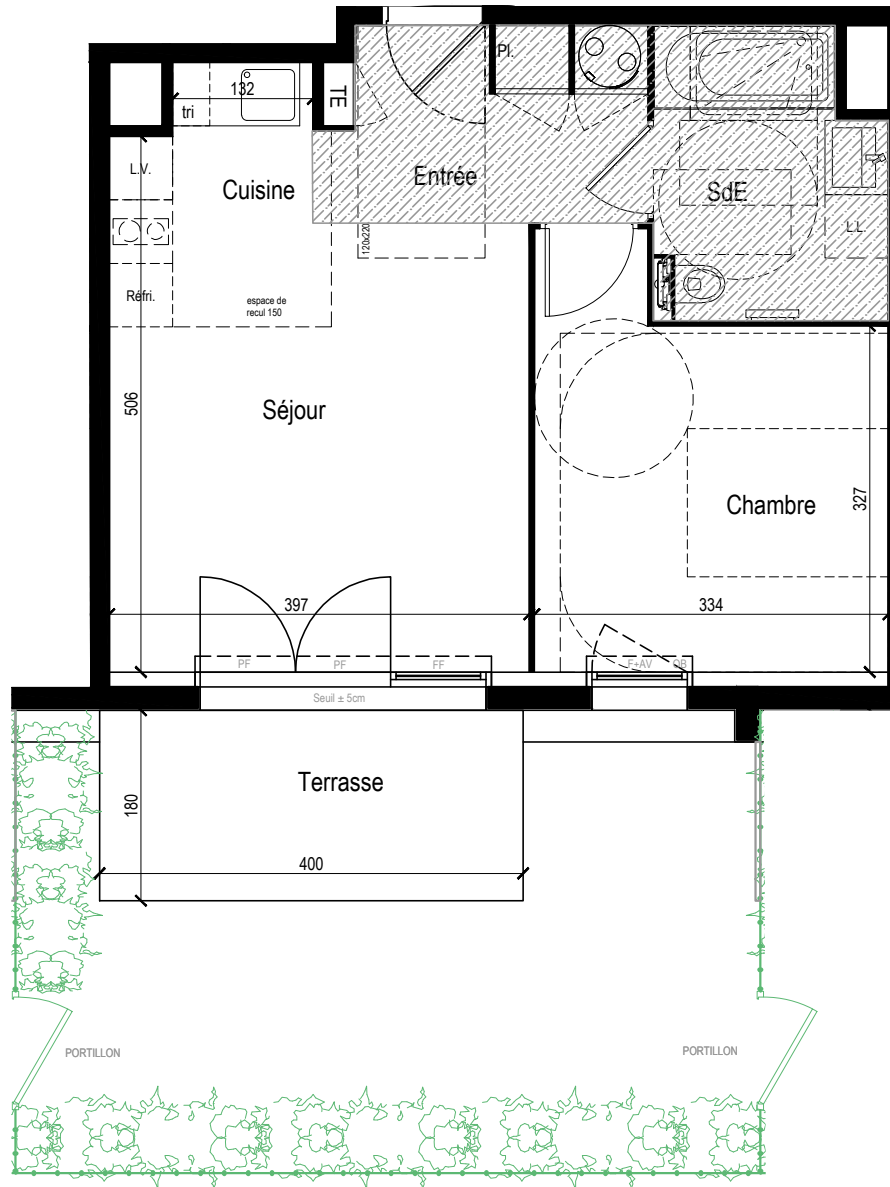 Pl.
132
TE
tri
L.V.
Cuisine
Entrée
SdE
L.L.
120x220
Réfri.
espace de
recul 150
506
Séjour
Chambre
327
397
334
PF
PF
FF
F+AV
OB
Seuil ± 5cm
Terrasse
180
400
PORTILLON
PORTILLON